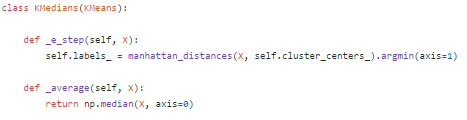 class KMedians(KMeans):
def _e_step(self, X):
self.labels_ = manhattan_distances(X, self.cluster_centers_).argmin(axis=1)
def _average(self, X):
return np.median(X, axis=0)